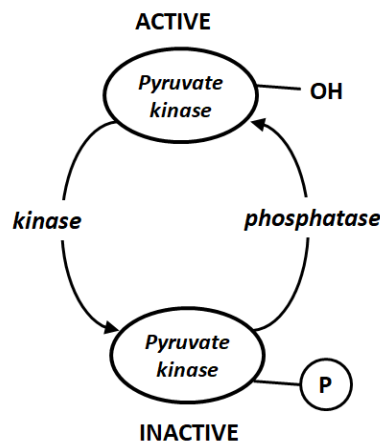 ACTIVE
Pyruvate
kinase
OH
kinase
phosphatase
Pyruvate
kinase
P
INACTIVE